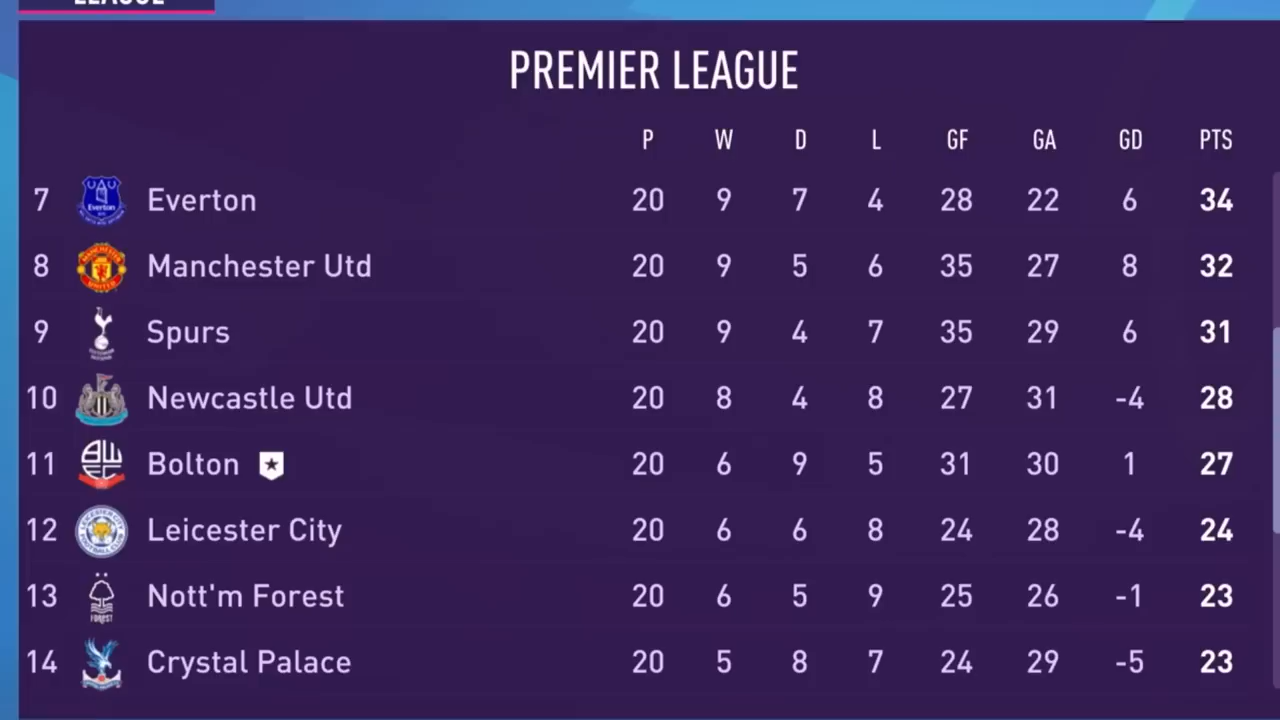 LEAGUE
PREMIER LEAGUE
P W D L GF GA GD PTS
7 Everton 20 9 7 4 28 22 6 34
8 Manchester Utd 20 9 5 6 35 27 8 32
9 Spurs 20 9 4 7 35 29 6 31
10 Newcastle Utd 20 8 4 8 27 31 -4 28
11 Bolton 20 6 9 5 31 30 1 27
12 Leicester City 20 6 6 8 24 28 -4 24
13 Nott'm Forest 20 6 5 9 25 26 -1 23
14 Crystal Palace 20 5 8 7 24 29 -5 23